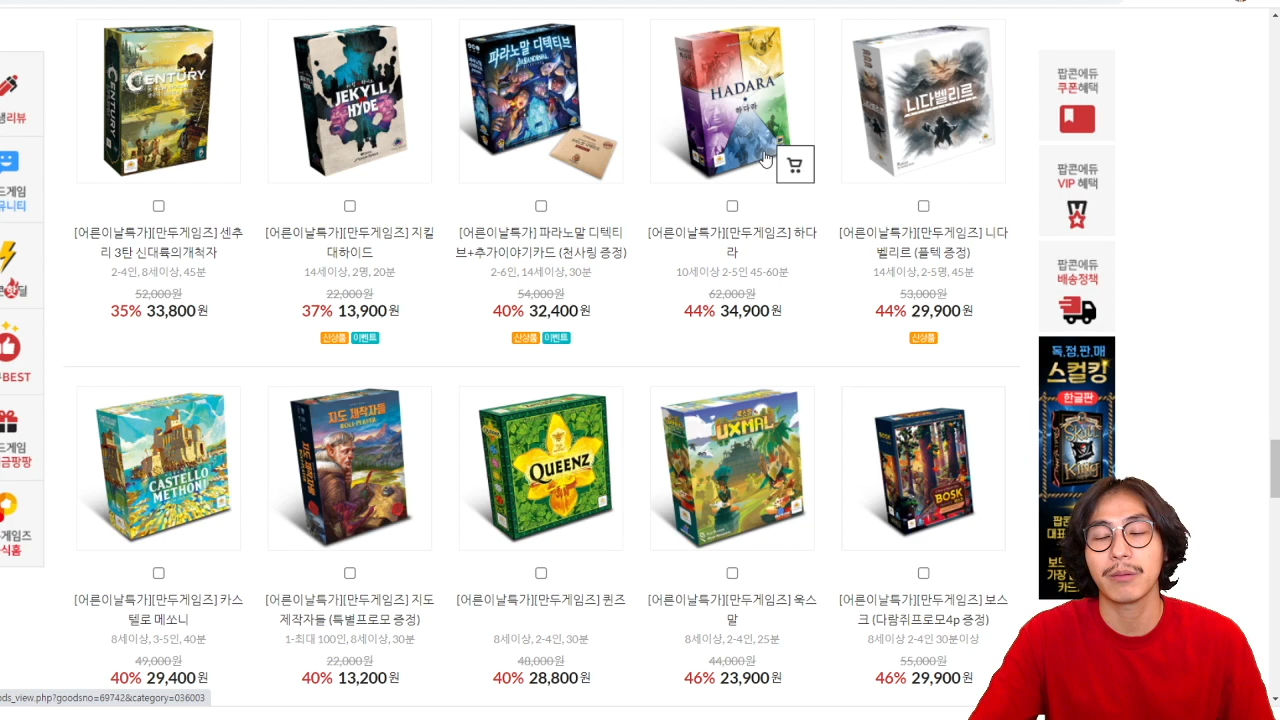 CENTURY
JEKYLL
HYDE
파라노말 디텍티브
PARANORMAL
HADARA
하다라
니다벨리르
[어른이날특가][만두게임즈] 센추
리 3탄 신대륙의개척자
2-4인, 8세이상, 45분
52,000원
35% 33,800원
[어른이날특가][만두게임즈] 지킬
대하이드
14세이상, 2명, 20분
22,000원
37% 13,900원
신상품 이벤트
[어른이날특가] 파라노말 디텍티
브+추가이야기카드 (천사링 증정)
2-6인, 14세이상, 30분
54,000원
40% 32,400원
신상품 이벤트
[어른이날특가][만두게임즈] 하다
라
10세이상 2-5인 45-60분
62,000원
44% 34,900원
[어른이날특가][만두게임즈] 니다
벨리르 (플텍 증정)
14세이상, 2-5명, 45분
53,000원
44% 29,900원
신상품
CASTELLO
METHONI
지도 제작자들
ROLL PLAYER
QUEENZ
UXMAL
BOSK
[어른이날특가][만두게임즈] 카스
텔로 메쏘니
8세이상, 3-5인, 40분
49,000원
40% 29,400원
[어른이날특가][만두게임즈] 지도
제작자들 (특별프로모 증정)
1-최대 100인, 8세이상, 30분
22,000원
40% 13,200원
[어른이날특가][만두게임즈] 퀸즈
8세이상, 2-4인, 30분
48,000원
40% 28,800원
[어른이날특가][만두게임즈] 욱스
말
8세이상, 2-4인, 25분
44,000원
46% 23,900원
[어른이날특가][만두게임즈] 보스
크 (다람쥐프로모4p 증정)
8세이상 2-4인 30분이상
55,000원
46% 29,900원
리뷰
드게임
뮤니티
BEST
드게임
금팡팡
게임즈
식홈
팝콘에듀
쿠폰혜택
팝콘에듀
VIP 혜택
팝콘에듀
배송정책
독.점.판.매
스컬킹
한글판
SKULL
KING
ods_view.php?goodsno=69742&category=036003